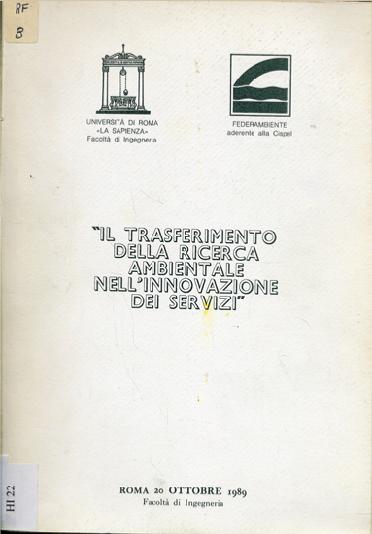 RF
B
UNIVERSITÀ DI ROMA
«LA SAPIENZA»
Facoltà di Ingegneria
FEDERAMBIENTE
aderente alla Cispel
"IL TRASFERIMENTO
DELLA RICERCA
AMBIENTALE
NELL'INNOVAZIONE
DEI SERVIZI"
ROMA 20 OTTOBRE 1989
Facoltà di Ingegneria
HI 22